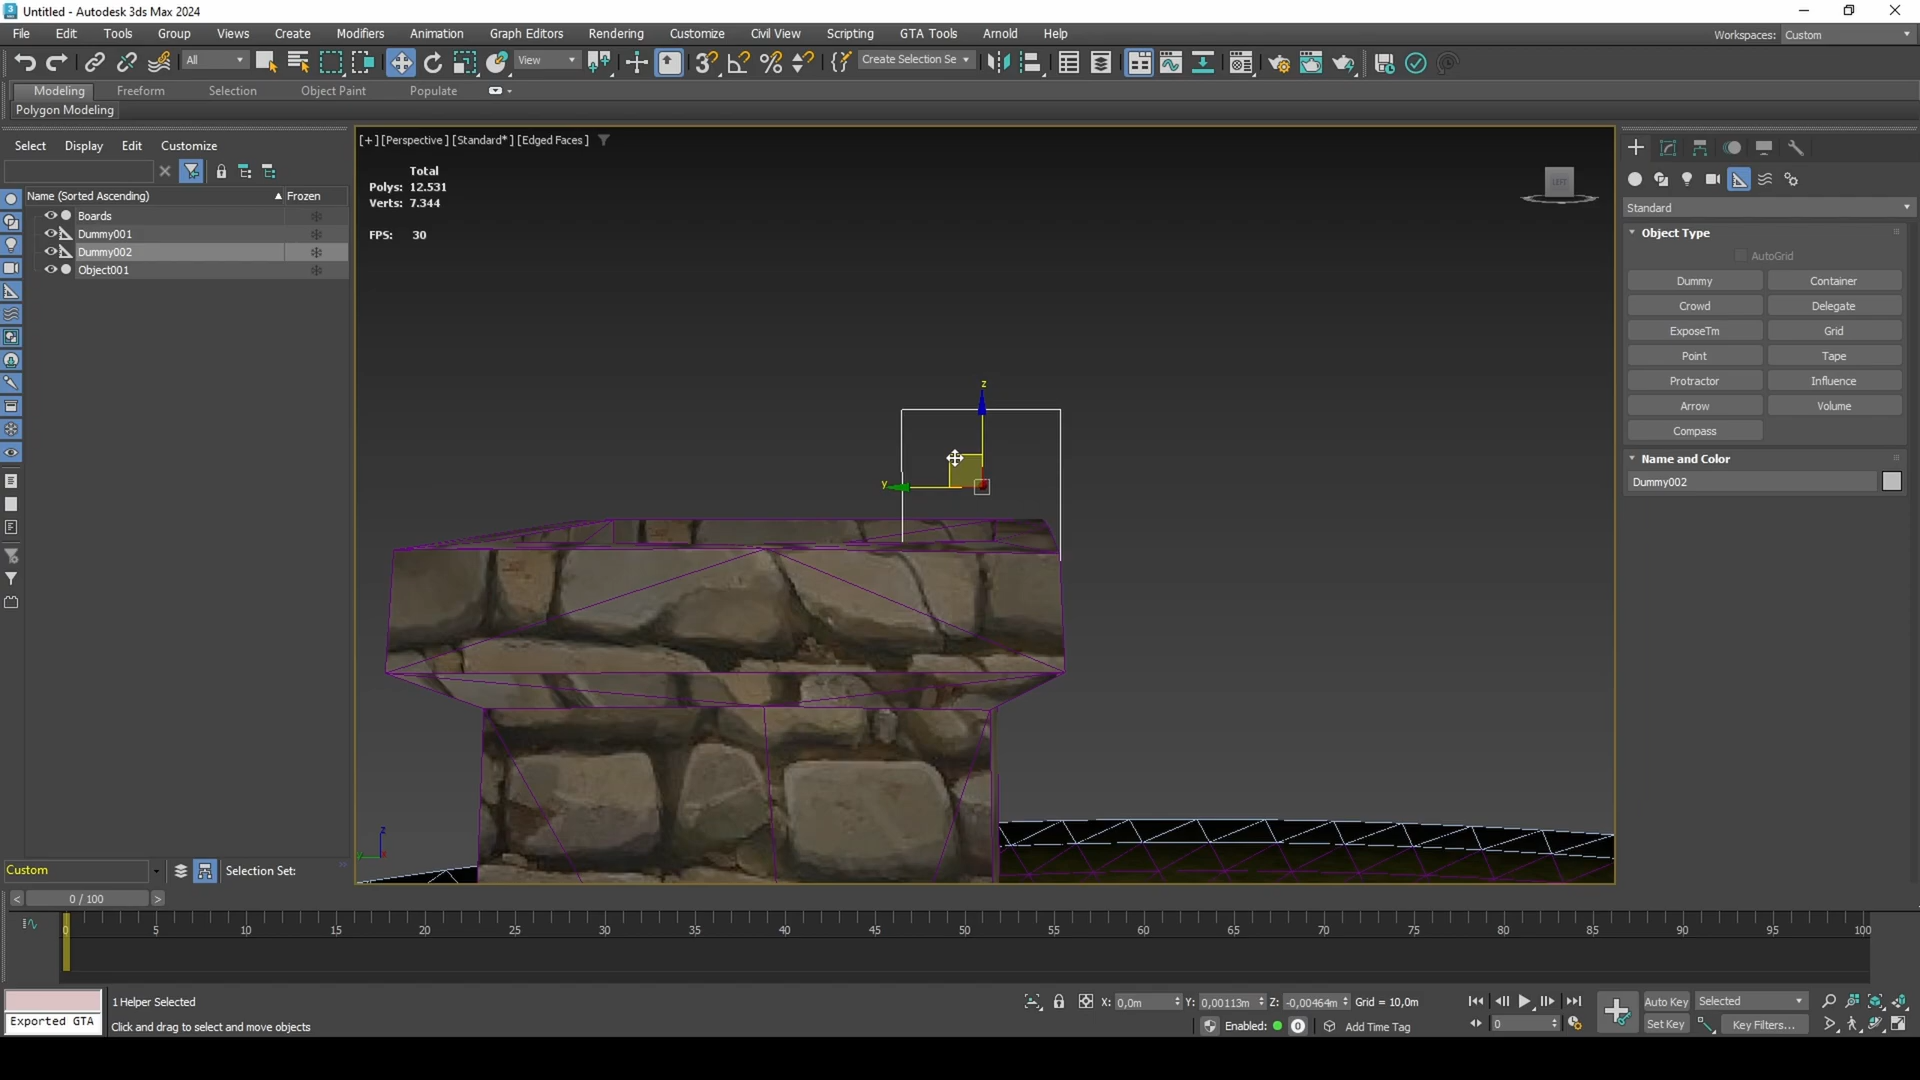 Untitled - Autodesk 3ds Max 2024
File Edit Tools Group Views Create Modifiers Animation Graph Editors Rendering Customize Civil View Scripting GTA Tools Arnold Help
Workspaces: Custom
All View Create Selection Se
Modeling Freeform Selection Object Paint Populate
Polygon Modeling
Select Display Edit Customize
Name (Sorted Ascending) Frozen
Boards
Dummy001
Dummy002
Object001
[+] [Perspective] [Standard*] [Edged Faces]
Total
Polys: 12.531
Verts: 7.344
FPS: 30
LEFT
z
y
z
y
x
Standard
Object Type
AutoGrid
Dummy Container
Crowd Delegate
ExposeTm Grid
Point Tape
Protractor Influence
Arrow Volume
Compass
Name and Color
Dummy002
Custom Selection Set:
< 0 / 100 >
0 5 10 15 20 25 30 35 40 45 50 55 60 65 70 75 80 85 90 95 100
1 Helper Selected
Exported GTA
Click and drag to select and move objects
X: 0,0m Y: 0,00113m Z: -0,00464m Grid = 10,0m
Enabled: 0 Add Time Tag
0
Auto Key Selected
Set Key Key Filters...